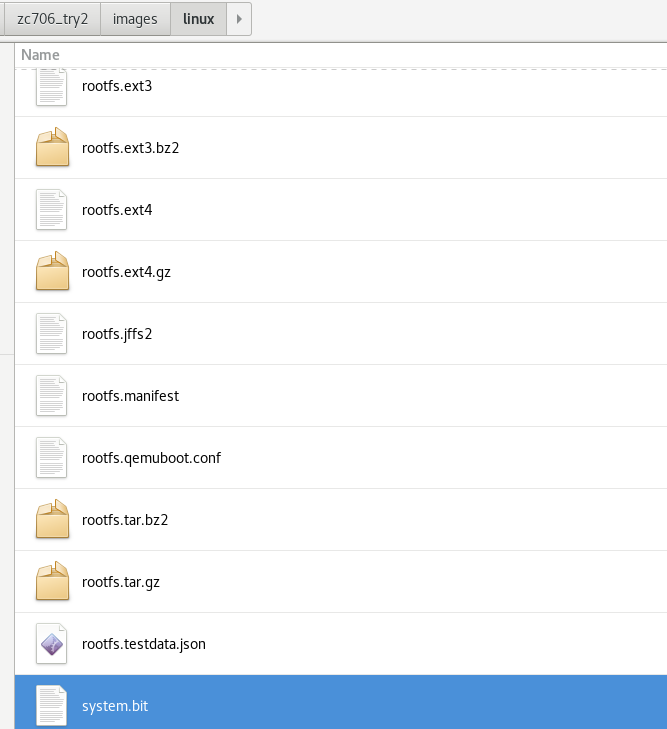 zc706_try2 images linux
Name
rootfs.ext3
rootfs.ext3.bz2
rootfs.ext4
rootfs.ext4.gz
rootfs.jffs2
rootfs.manifest
rootfs.qemuboot.conf
rootfs.tar.bz2
rootfs.tar.gz
rootfs.testdata.json
system.bit